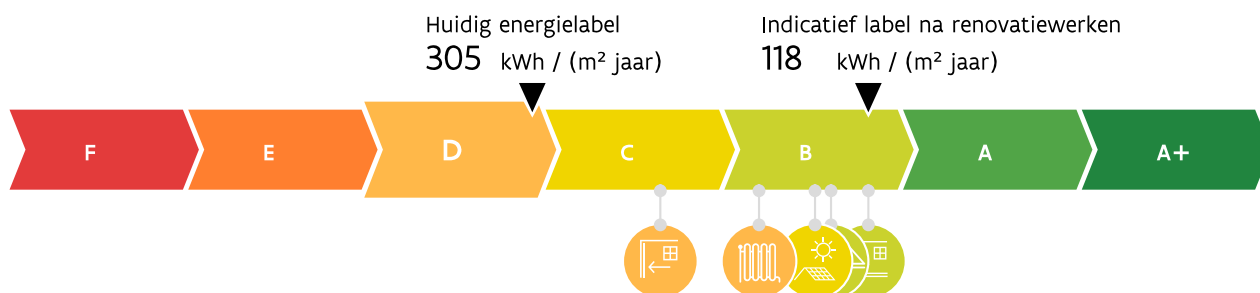 Huidig energielabel
305 kWh / (m² jaar)
Indicatief label na renovatiewerken
118 kWh / (m² jaar)
F E D C B A A+